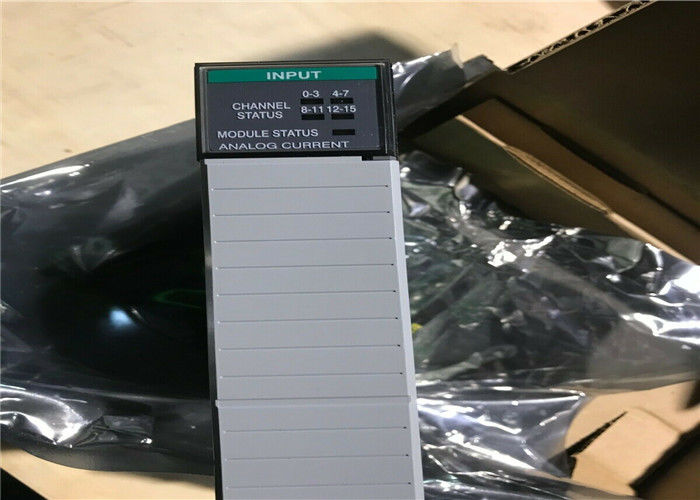 INPUT
0-3 4-7
CHANNEL STATUS
8-11 12-15
MODULE STATUS
ANALOG CURRENT